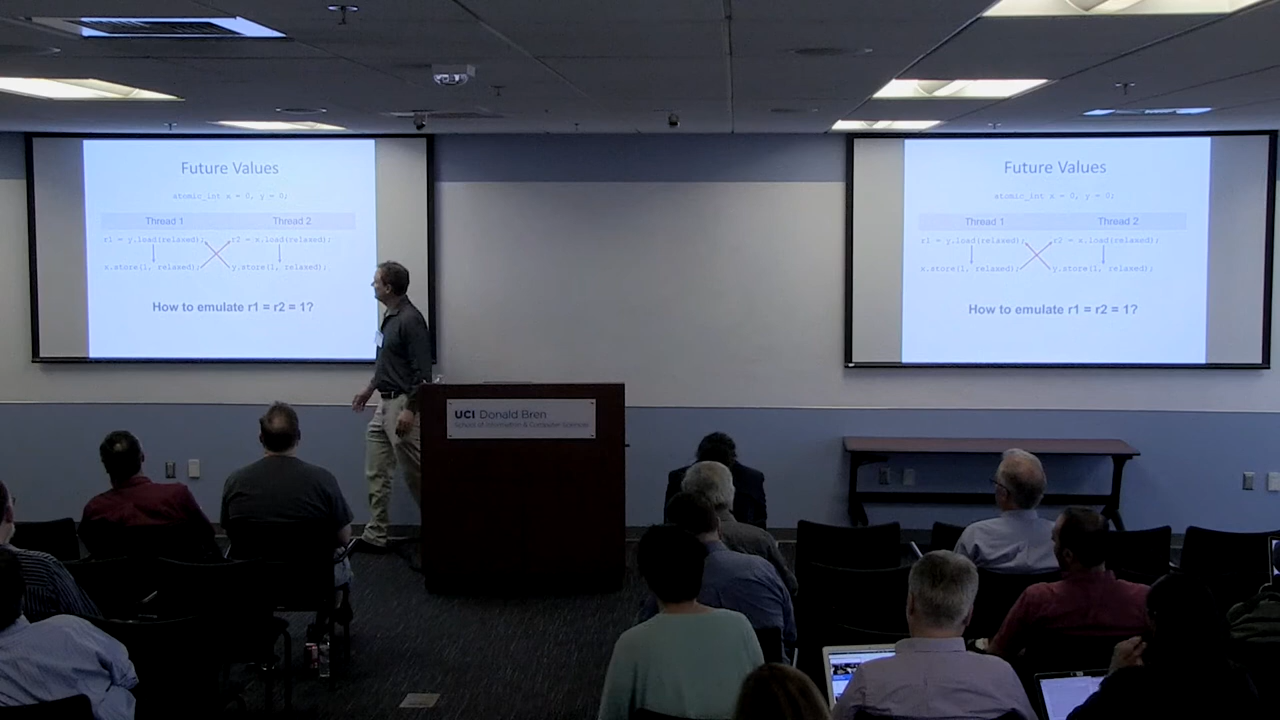 Future Values
atomic_int x = 0, y = 0;
Thread 1 Thread 2
r1 = y.load(relaxed); r2 = x.load(relaxed);
x.store(1, relaxed); y.store(1, relaxed);
How to emulate r1 = r2 = 1?
UCI Donald Bren
School of Information & Computer Sciences
Future Values
atomic_int x = 0, y = 0;
Thread 1 Thread 2
r1 = y.load(relaxed); r2 = x.load(relaxed);
x.store(1, relaxed); y.store(1, relaxed);
How to emulate r1 = r2 = 1?